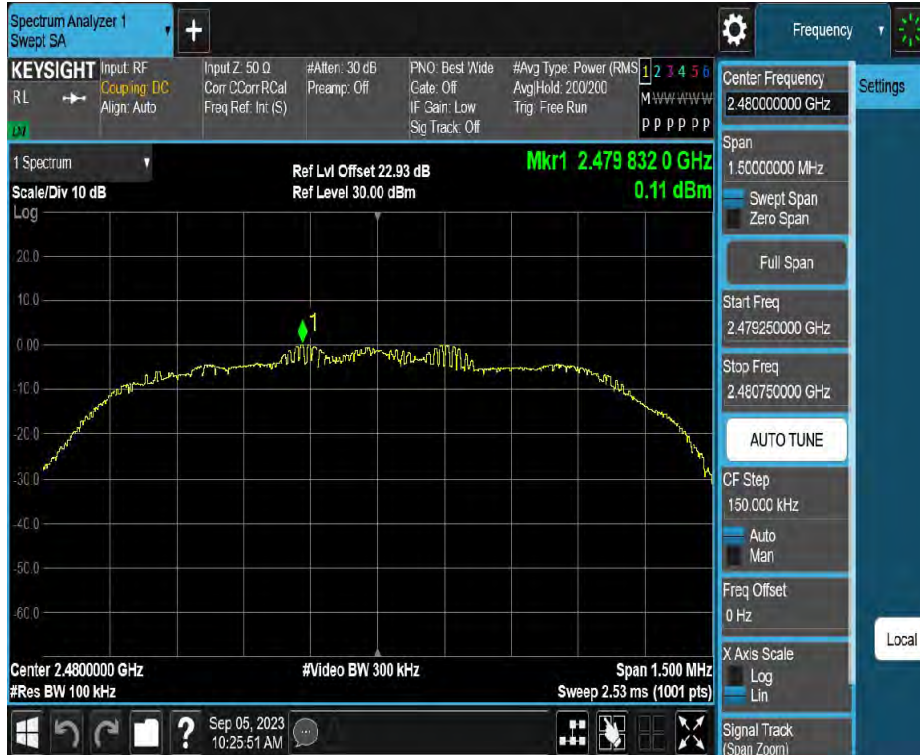 Spectrum Analyzer 1
Swept SA
+
Frequency
KEYSIGHT
RL
Input: RF
Coupling: DC
Align: Auto
Input Z: 50 Ω
Corr CCorr RCal
Freq Ref: Int (S)
#Atten: 30 dB
Preamp: Off
PNO: Best Wide
Gate: Off
IF Gain: Low
Sig Track: Off
#Avg Type: Power (RMS
Avg|Hold: 200/200
Trig: Free Run
1 2 3 4 5 6
M W W W W W
P P P P P P
1 Spectrum
Scale/Div 10 dB
Log
Ref Lvl Offset 22.93 dB
Ref Level 30.00 dBm
Mkr1 2.479 832 0 GHz
0.11 dBm
20.0
10.0
1
0.00
-10.0
-20.0
-30.0
-40.0
-50.0
-60.0
Center 2.4800000 GHz
#Res BW 100 kHz
#Video BW 300 kHz
Span 1.500 MHz
Sweep 2.53 ms (1001 pts)
?
Sep 05, 2023
10:25:51 AM
Center Frequency
2.480000000 GHz
Span
1.50000000 MHz
Swept Span
Zero Span
Full Span
Start Freq
2.479250000 GHz
Stop Freq
2.480750000 GHz
AUTO TUNE
CF Step
150.000 kHz
Auto
Man
Freq Offset
0 Hz
X Axis Scale
Log
Lin
Signal Track
(Span Zoom)
Settings
Local